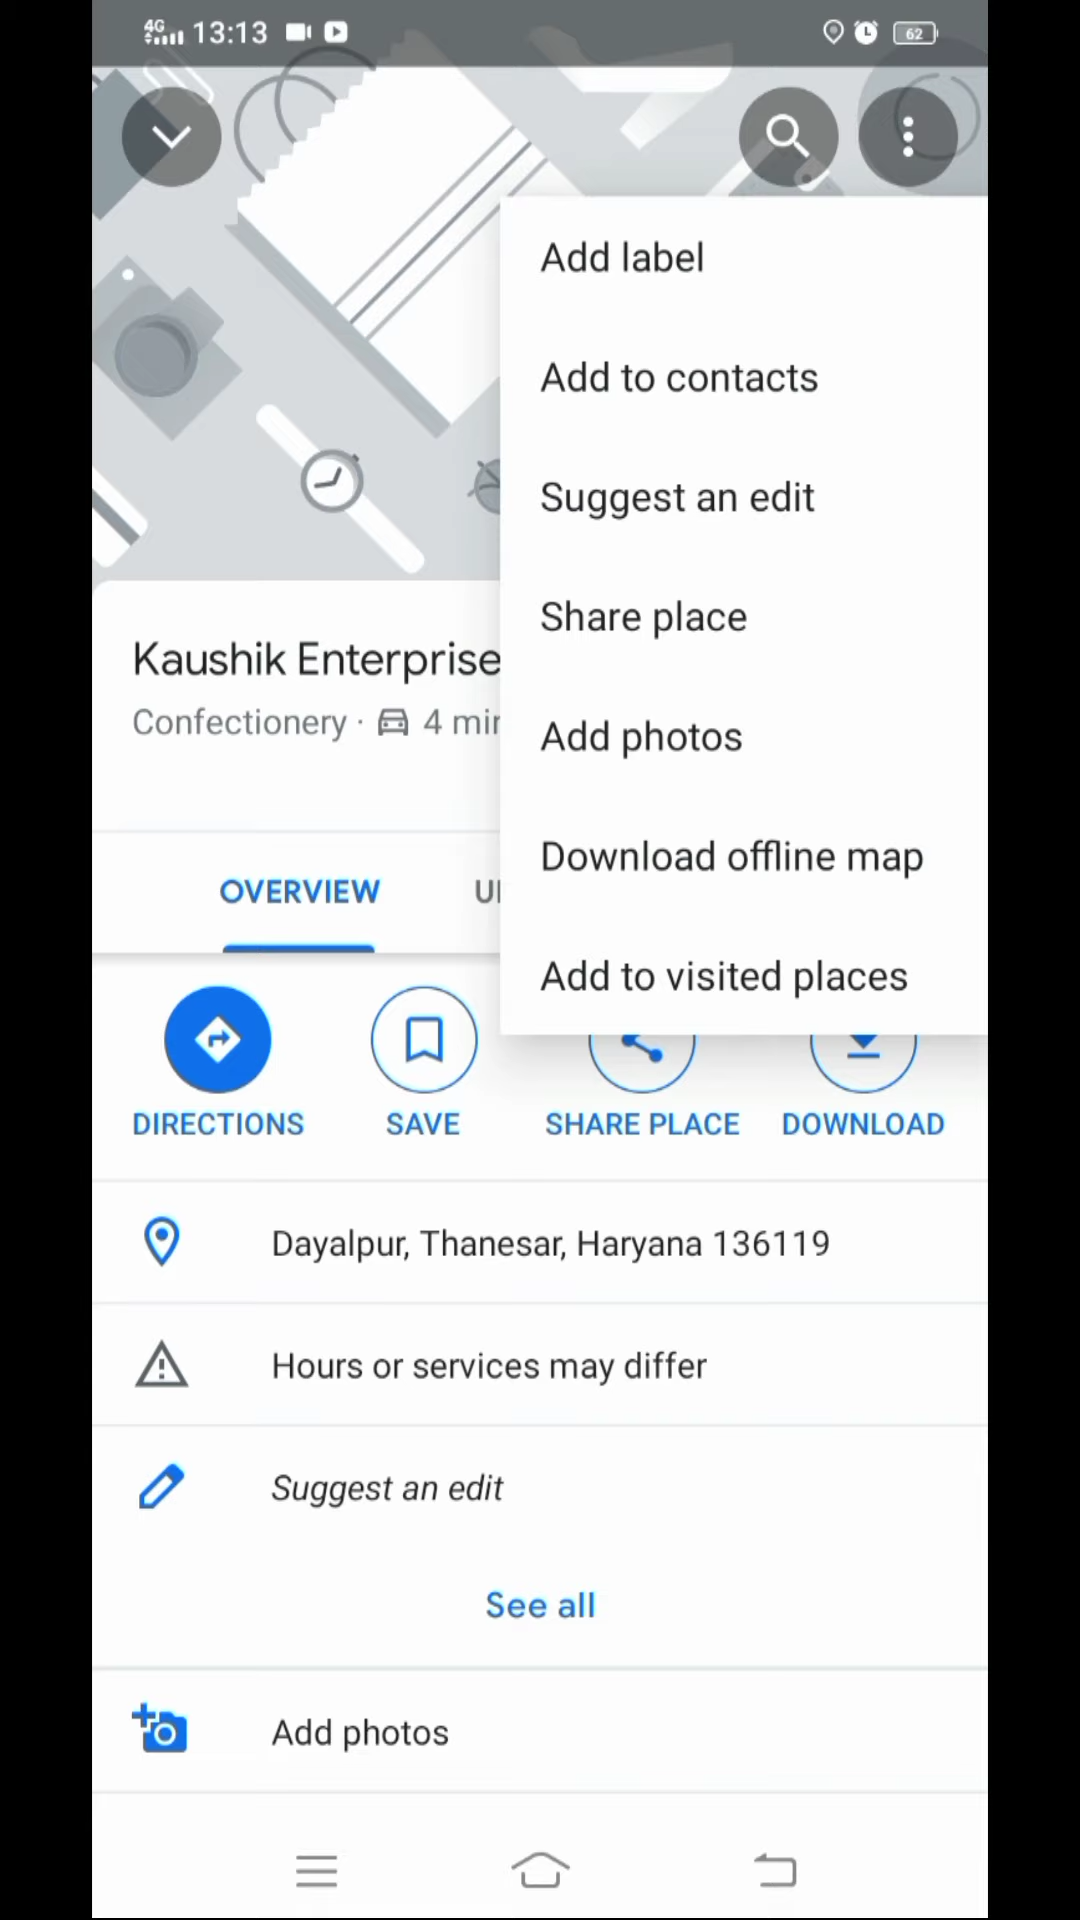 4G 13:13 62
Add label
Add to contacts
Suggest an edit
Share place
Add photos
Download offline map
Add to visited places
Kaushik Enterprise
Confectionery · 4 min
OVERVIEW
DIRECTIONS SAVE SHARE PLACE DOWNLOAD
Dayalpur, Thanesar, Haryana 136119
Hours or services may differ
Suggest an edit
See all
Add photos